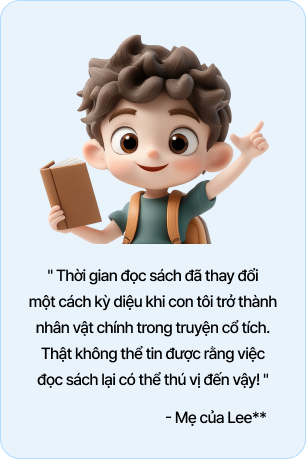 " Thời gian đọc sách đã thay đổi
một cách kỳ diệu khi con tôi trở thành
nhân vật chính trong truyện cổ tích.
Thật không thể tin được rằng việc
đọc sách lại có thể thú vị đến vậy! "
- Mẹ của Lee**